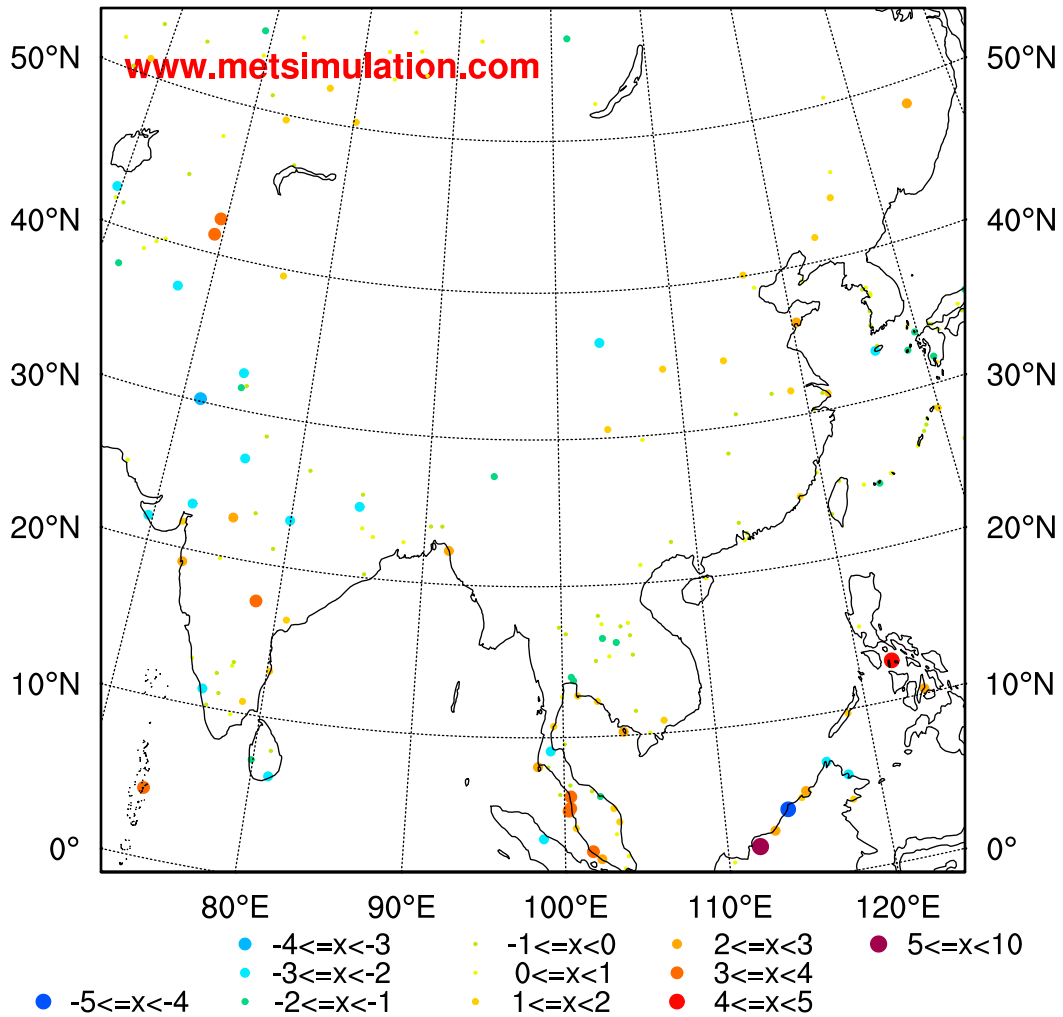 www.metsimulation.com
50°N 50°N
40°N 40°N
30°N 30°N
20°N 20°N
10°N 10°N
0° 0°
80°E 90°E 100°E 110°E 120°E
-4<=x<-3 -1<=x<0 2<=x<3 5<=x<10
-3<=x<-2 0<=x<1 3<=x<4
-5<=x<-4 -2<=x<-1 1<=x<2 4<=x<5